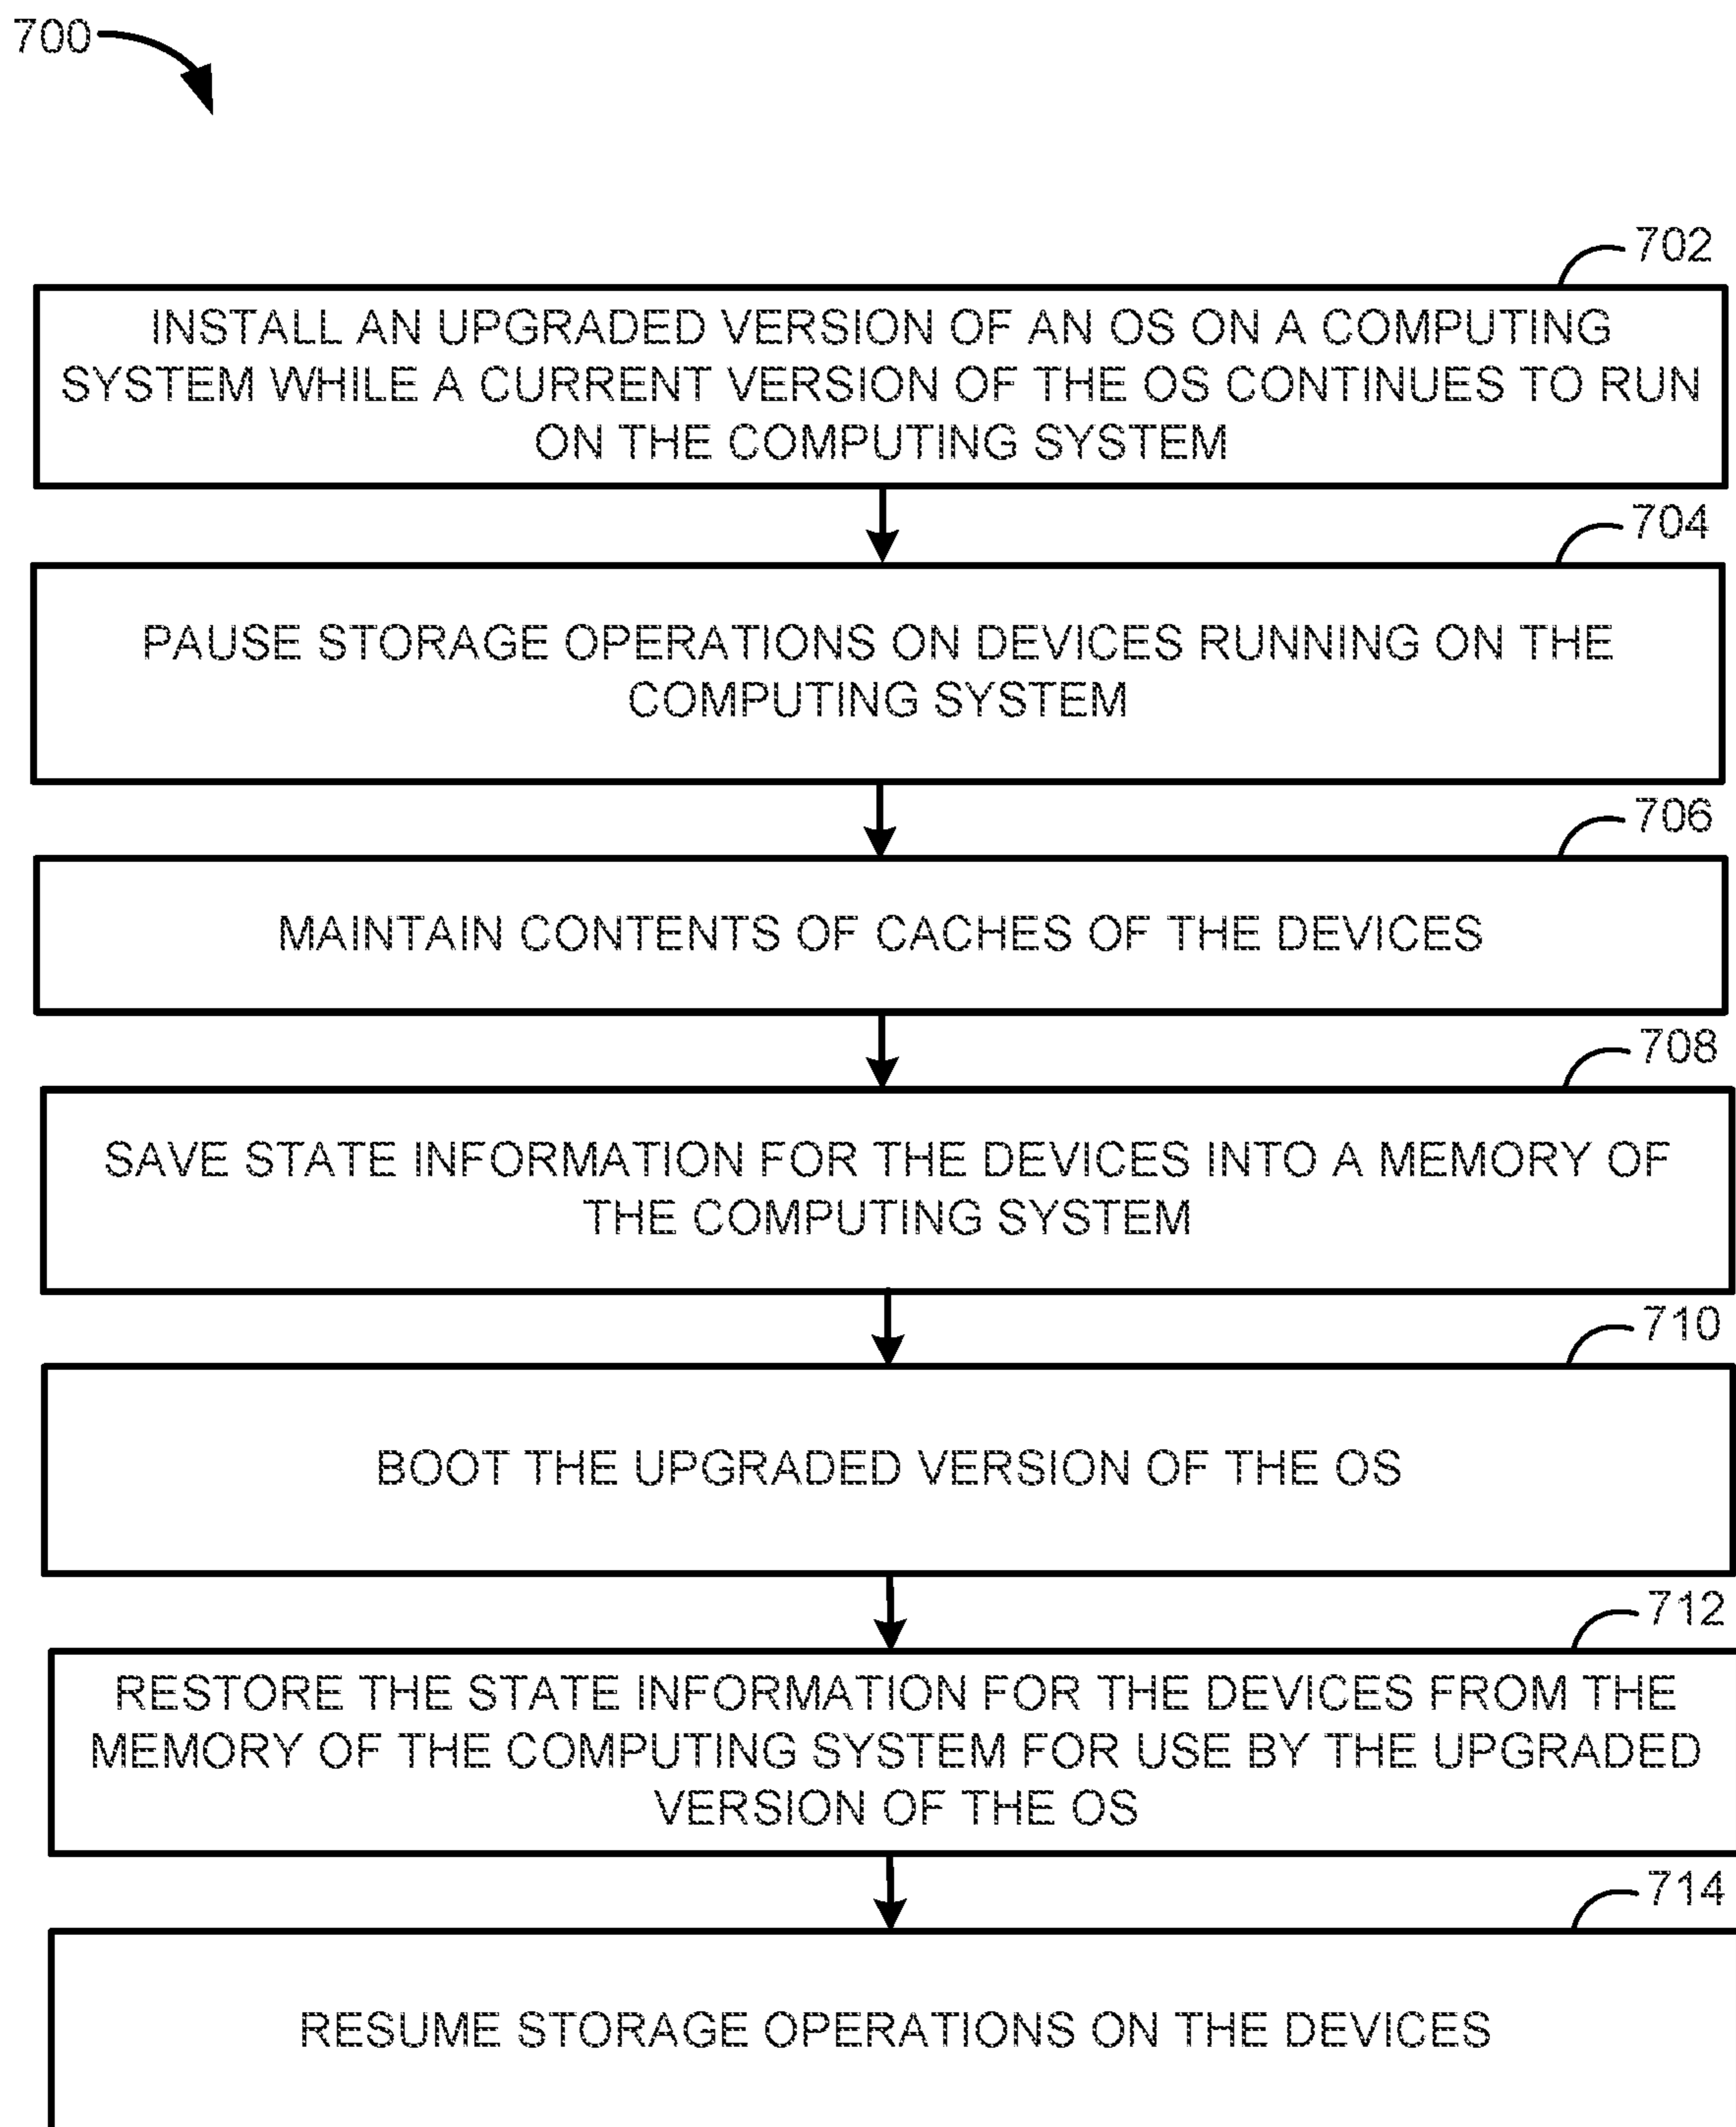 700
702
INSTALL AN UPGRADED VERSION OF AN OS ON A COMPUTING
SYSTEM WHILE A CURRENT VERSION OF THE OS CONTINUES TO RUN
ON THE COMPUTING SYSTEM
704
PAUSE STORAGE OPERATIONS ON DEVICES RUNNING ON THE
COMPUTING SYSTEM
706
MAINTAIN CONTENTS OF CACHES OF THE DEVICES
708
SAVE STATE INFORMATION FOR THE DEVICES INTO A MEMORY OF
THE COMPUTING SYSTEM
710
BOOT THE UPGRADED VERSION OF THE OS
712
RESTORE THE STATE INFORMATION FOR THE DEVICES FROM THE
MEMORY OF THE COMPUTING SYSTEM FOR USE BY THE UPGRADED
VERSION OF THE OS
714
RESUME STORAGE OPERATIONS ON THE DEVICES